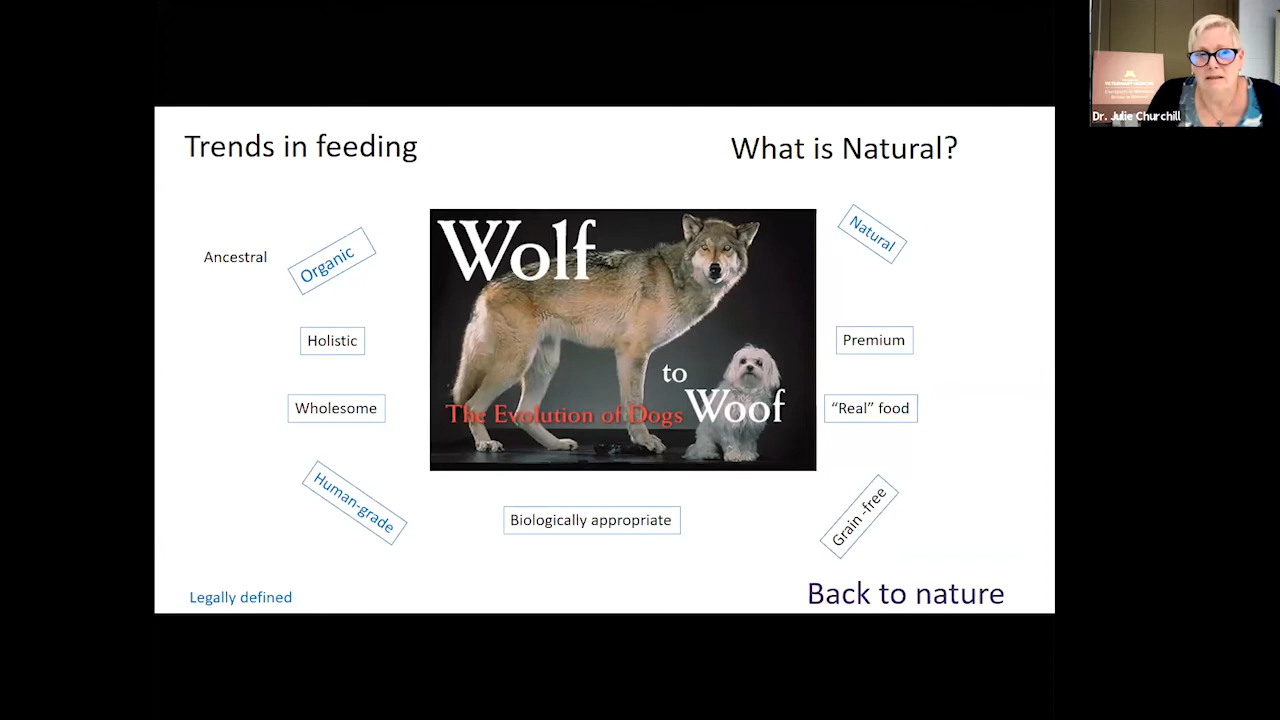 Trends in feeding
What is Natural?
Ancestral
Organic
Natural
Holistic
Premium
Wholesome
"Real" food
Human-grade
Biologically appropriate
Grain -free
Wolf
to
Woof
The Evolution of Dogs
Legally defined
Back to nature
Dr. Julie Churchill